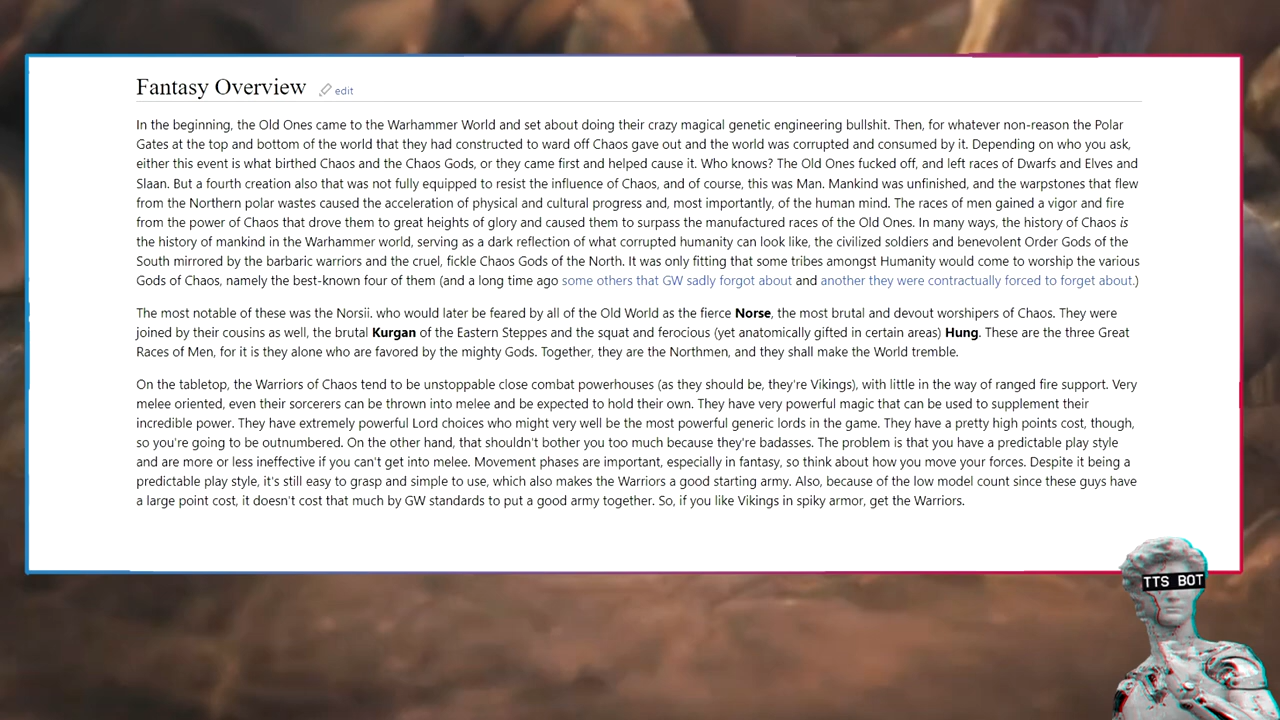 Fantasy Overview edit
In the beginning, the Old Ones came to the Warhammer World and set about doing their crazy magical genetic engineering bullshit. Then, for whatever non-reason the Polar
Gates at the top and bottom of the world that they had constructed to ward off Chaos gave out and the world was corrupted and consumed by it. Depending on who you ask,
either this event is what birthed Chaos and the Chaos Gods, or they came first and helped cause it. Who knows? The Old Ones fucked off, and left races of Dwarfs and Elves and
Slaan. But a fourth creation also that was not fully equipped to resist the influence of Chaos, and of course, this was Man. Mankind was unfinished, and the warpstones that flew
from the Northern polar wastes caused the acceleration of physical and cultural progress and, most importantly, of the human mind. The races of men gained a vigor and fire
from the power of Chaos that drove them to great heights of glory and caused them to surpass the manufactured races of the Old Ones. In many ways, the history of Chaos is
the history of mankind in the Warhammer world, serving as a dark reflection of what corrupted humanity can look like, the civilized soldiers and benevolent Order Gods of the
South mirrored by the barbaric warriors and the cruel, fickle Chaos Gods of the North. It was only fitting that some tribes amongst Humanity would come to worship the various
Gods of Chaos, namely the best-known four of them (and a long time ago some others that GW sadly forgot about and another they were contractually forced to forget about.)
The most notable of these was the Norsii. who would later be feared by all of the Old World as the fierce Norse, the most brutal and devout worshipers of Chaos. They were
joined by their cousins as well, the brutal Kurgan of the Eastern Steppes and the squat and ferocious (yet anatomically gifted in certain areas) Hung. These are the three Great
Races of Men, for it is they alone who are favored by the mighty Gods. Together, they are the Northmen, and they shall make the World tremble.
On the tabletop, the Warriors of Chaos tend to be unstoppable close combat powerhouses (as they should be, they're Vikings), with little in the way of ranged fire support. Very
melee oriented, even their sorcerers can be thrown into melee and be expected to hold their own. They have very powerful magic that can be used to supplement their
incredible power. They have extremely powerful Lord choices who might very well be the most powerful generic lords in the game. They have a pretty high points cost, though,
so you're going to be outnumbered. On the other hand, that shouldn't bother you too much because they're badasses. The problem is that you have a predictable play style
and are more or less ineffective if you can't get into melee. Movement phases are important, especially in fantasy, so think about how you move your forces. Despite it being a
predictable play style, it's still easy to grasp and simple to use, which also makes the Warriors a good starting army. Also, because of the low model count since these guys have
a large point cost, it doesn't cost that much by GW standards to put a good army together. So, if you like Vikings in spiky armor, get the Warriors.
TTS BOT